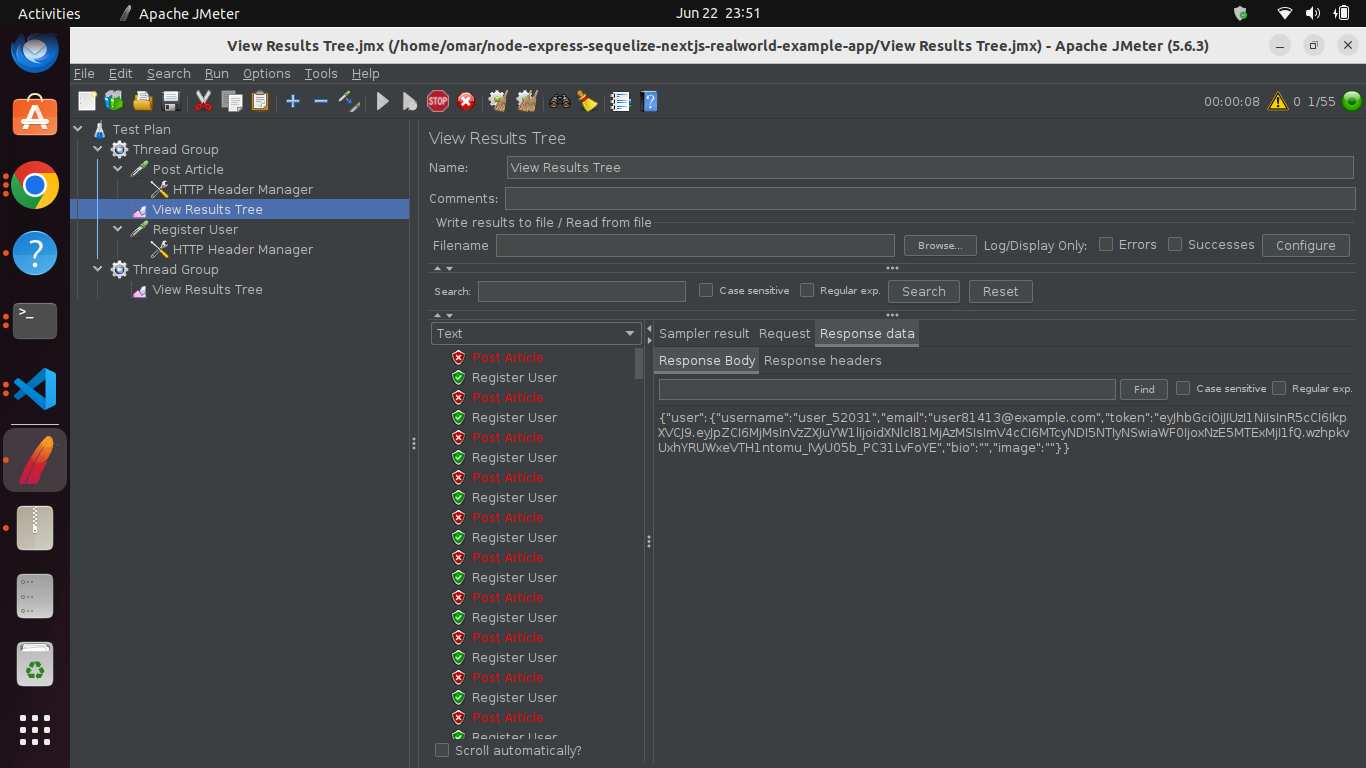 Activities
Apache JMeter
Jun 22 23:51
View Results Tree.jmx (/home/omar/node-express-sequelize-nextjs-realworld-example-app/View Results Tree.jmx) - Apache JMeter (5.6.3)
File Edit Search Run Options Tools Help
STOP
00:00:08
0 1/55
Test Plan
Thread Group
Post Article
HTTP Header Manager
View Results Tree
Register User
HTTP Header Manager
Thread Group
View Results Tree
View Results Tree
Name: View Results Tree
Comments:
Write results to file / Read from file
Filename Browse... Log/Display Only: Errors Successes Configure
Search: Case sensitive Regular exp. Search Reset
Text
Post Article
Register User
Post Article
Register User
Post Article
Register User
Post Article
Register User
Post Article
Register User
Post Article
Register User
Post Article
Register User
Post Article
Register User
Post Article
Register User
Post Article
Register User
Scroll automatically?
Sampler result Request Response data
Response Body Response headers
Find Case sensitive Regular exp.
{"user":{"username":"user_52031","email":"user81413@example.com","token":"
","bio":"","image":""}}